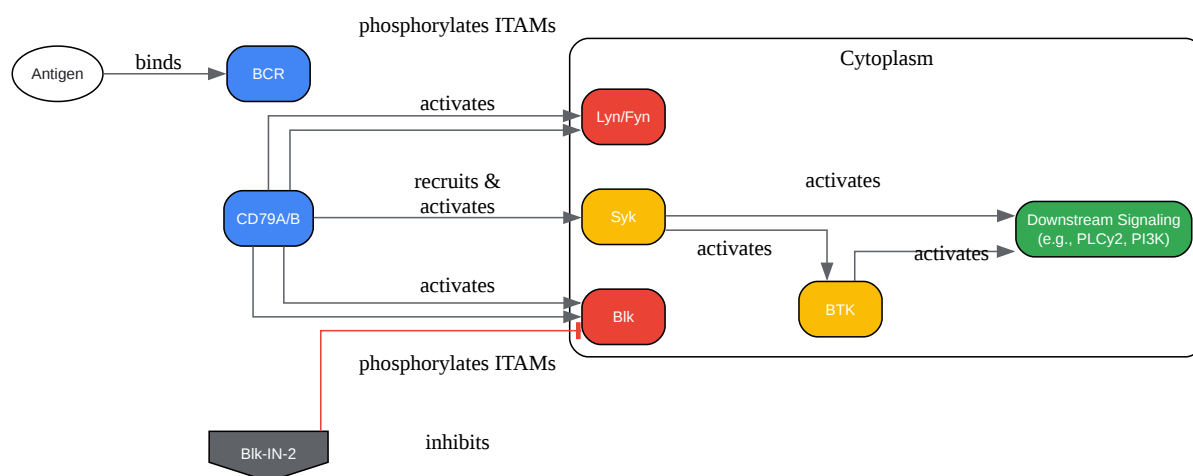 phosphorylates ITAMs
Cytoplasm
Antigen
binds
BCR
activates
Lyn/Fyn
recruits &
activates
CD79A/B
Syk
activates
Downstream Signaling
(e.g., PLCy2, PI3K)
activates
activates
activates
Blk
BTK
phosphorylates ITAMs
Blk-IN-2
inhibits